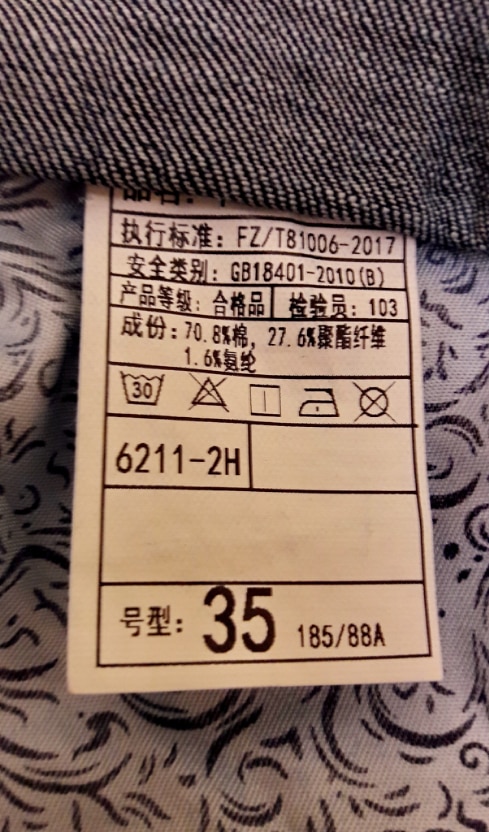 品名:
执行标准: FZ/T81006-2017
安全类别: GB18401-2010(B)
产品等级: 合格品 检验员: 103
成份: 70.8%棉, 27.6%聚酯纤维
1.6%氨纶
30
6211-2H
号型: 35 185/88A